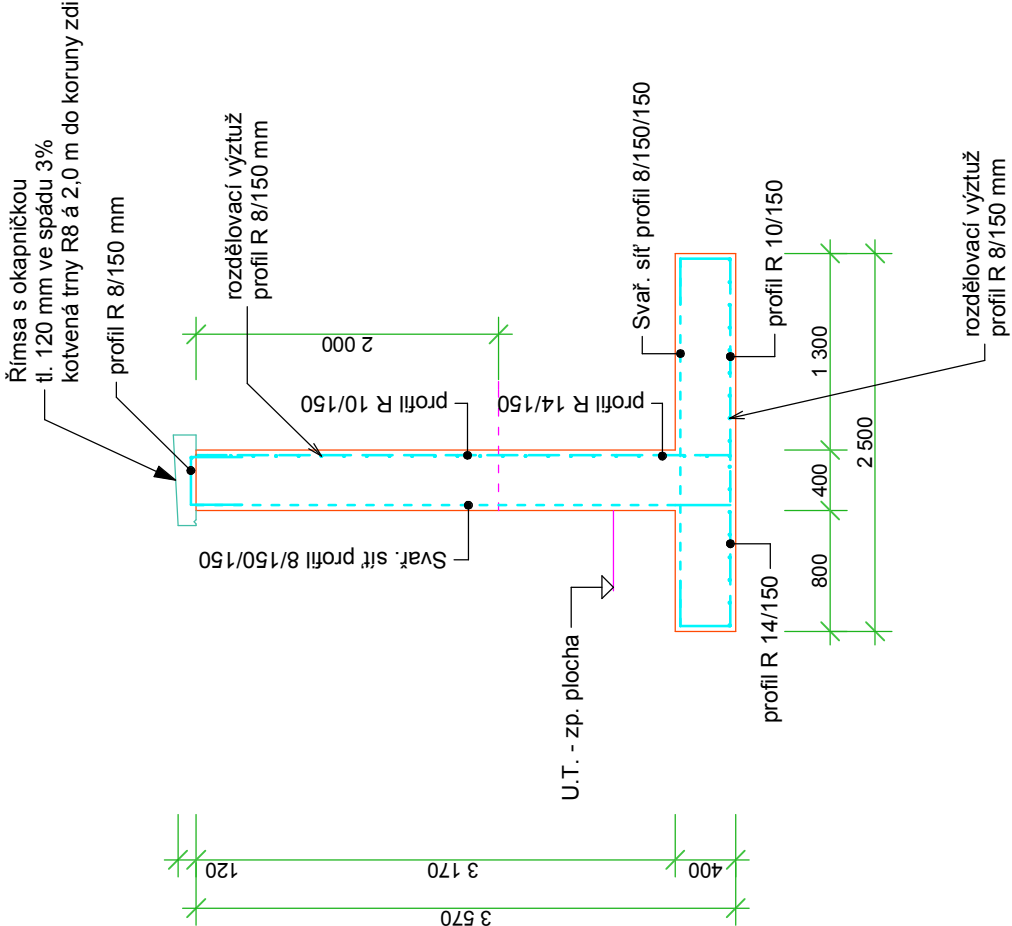 Římsa s okapničkou
tl. 120 mm ve spádu 3%
kotvená trny R8 á 2,0 m do koruny zdi
profil R 8/150 mm
rozdělovací výztuž
profil R 8/150 mm
2 000
profil R 10/150
profil R 14/150
Svař. síť profil 8/150/150
Svař. síť profil 8/150/150
profil R 10/150
U.T. - zp. plocha
profil R 14/150
rozdělovací výztuž
profil R 8/150 mm
800
400
1 300
2 500
120
3 170
400
3 570